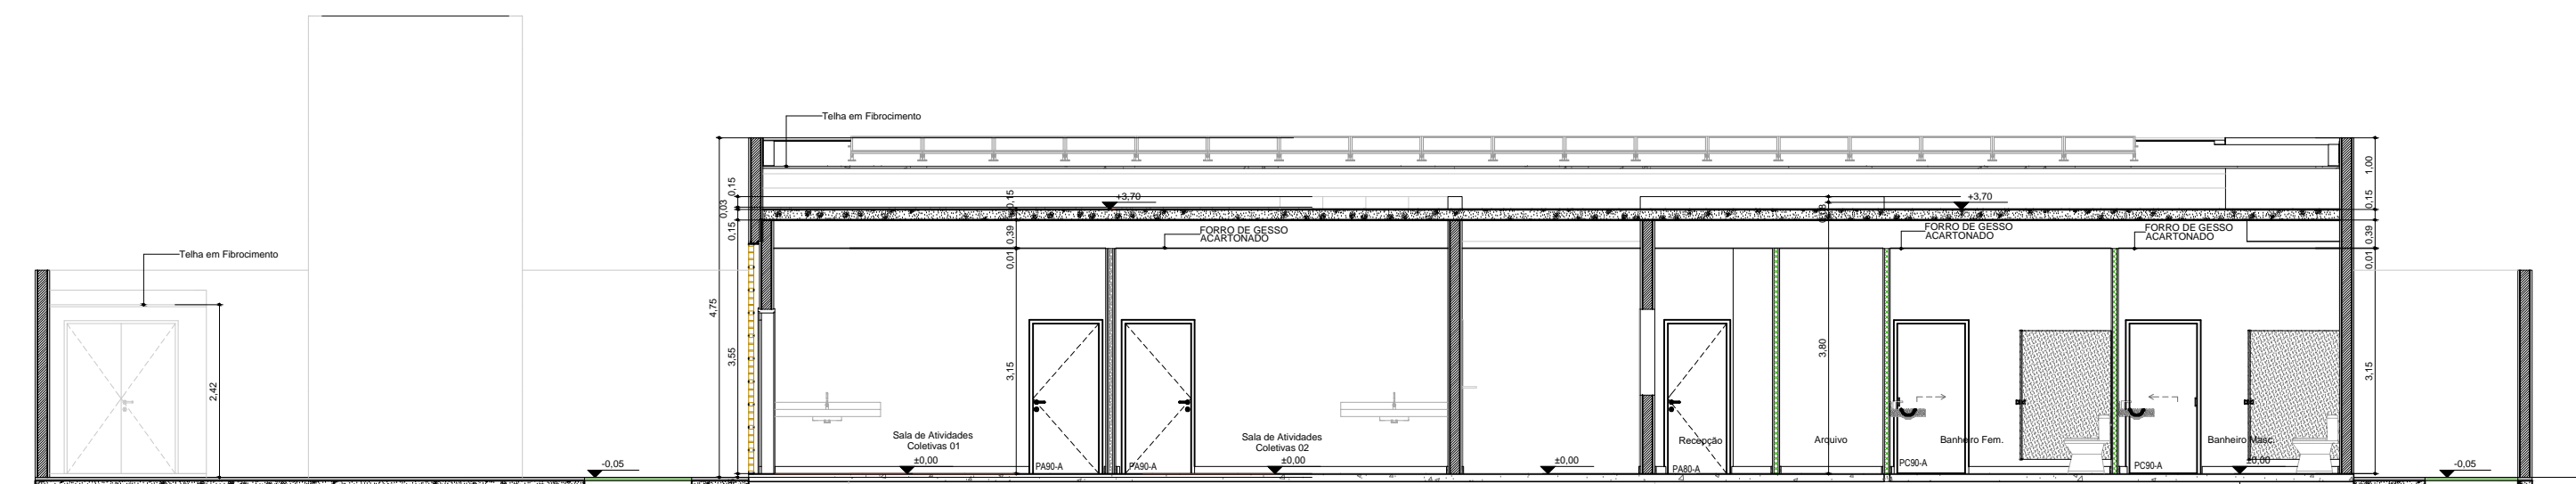 Telha em Fibrocimento
1.00
0,15
0,15
+3,70
+3,70
0,03
0,15
0,15
0,39
FORRO DE GESSO
ACARTONADO
FORRO DE GESSO
ACARTONADO
FORRO DE GESSO
ACARTONADO
0,39
Telha em Fibrocimento
0,01
0,01
4,75
3,55
3,15
3,80
3,15
2,42
Sala de Atividades
Coletivas 01
Sala de Atividades
Coletivas 02
Recepção
Arquivo
Banheiro Fem.
Banheiro Masc.
-0,05
±0,00
PA90-A
PA90-A
±0,00
±0,00
PA80-A
PC90-A
PC90-A
±0,00
-0,05